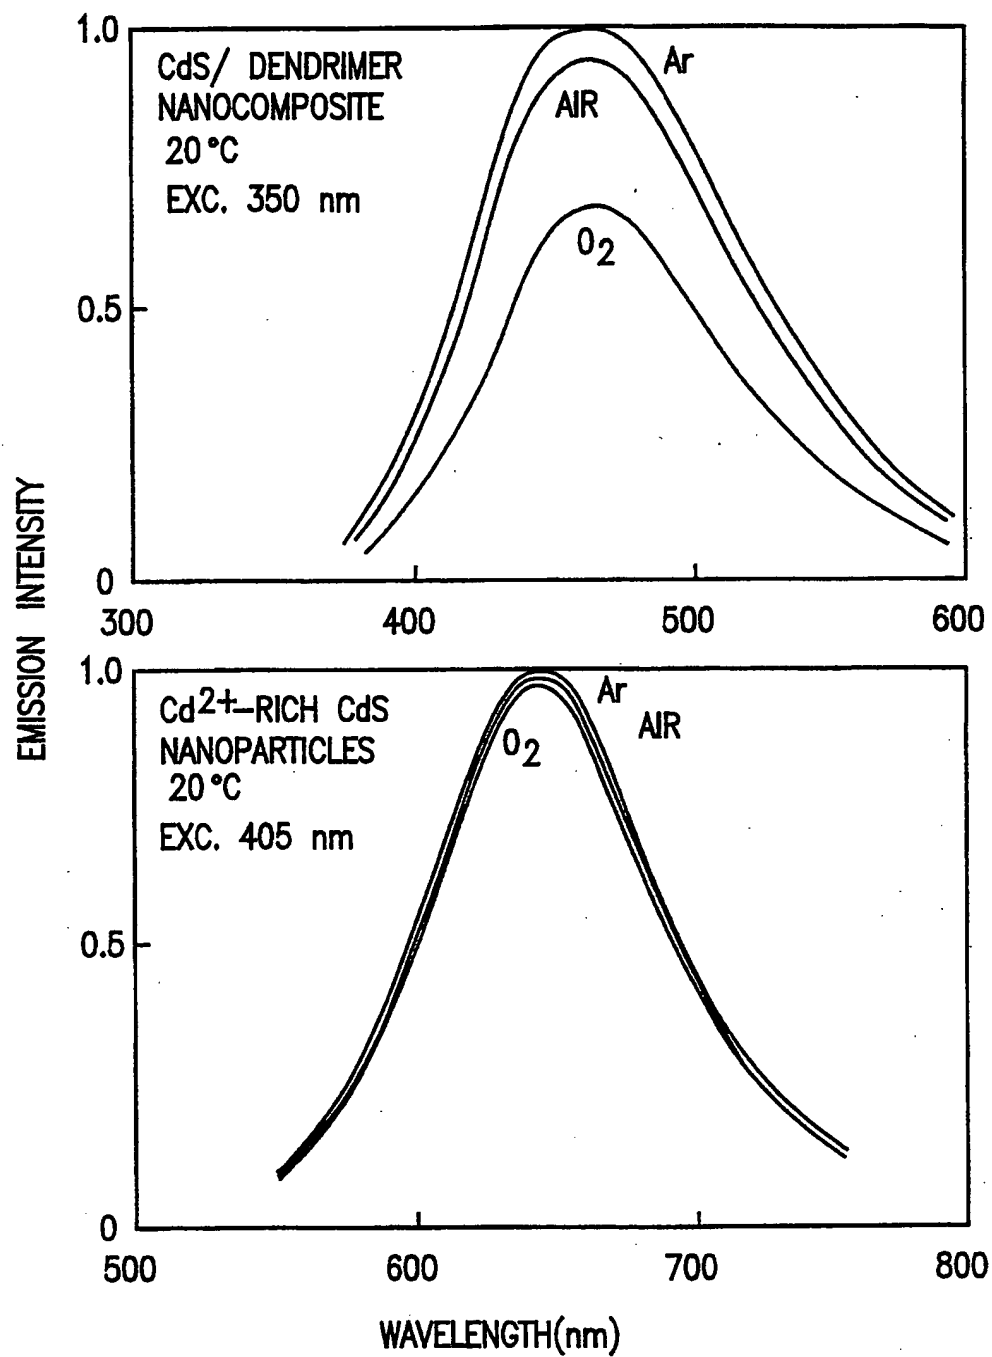 1.0
CdS/ DENDRIMER
NANOCOMPOSITE
20°C
EXC. 350 nm
Ar
AIR
O2
0.5
0
300 400 500 600
EMISSION INTENSITY
1.0
Cd2+-RICH CdS
NANOPARTICLES
20°C
EXC. 405 nm
Ar
AIR
O2
0.5
0
500 600 700 800
WAVELENGTH(nm)